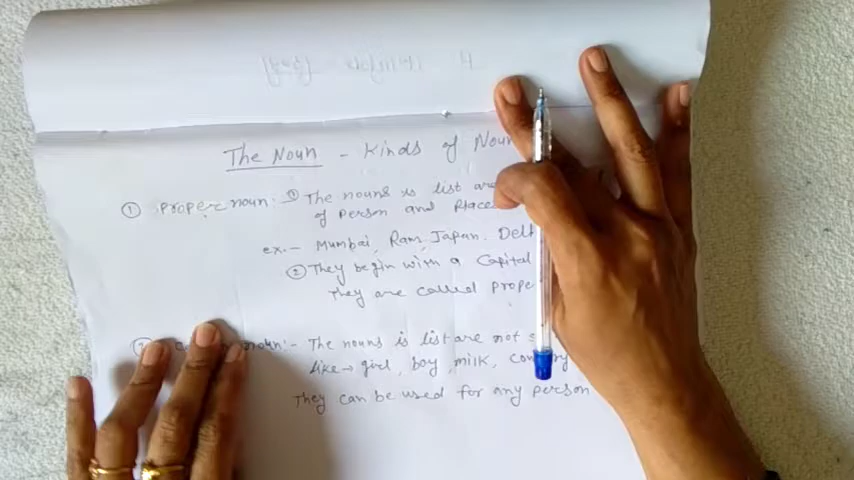 The Noun - Kinds of Noun
① Proper noun:- ① The nouns is list are
of Person and Place
ex.- Mumbai, Ram, Japan. Delh
② They begin with a Capital
They are called Prope
noun:- The nouns is list are not
like → girl, boy, milk,
They can be used for any person